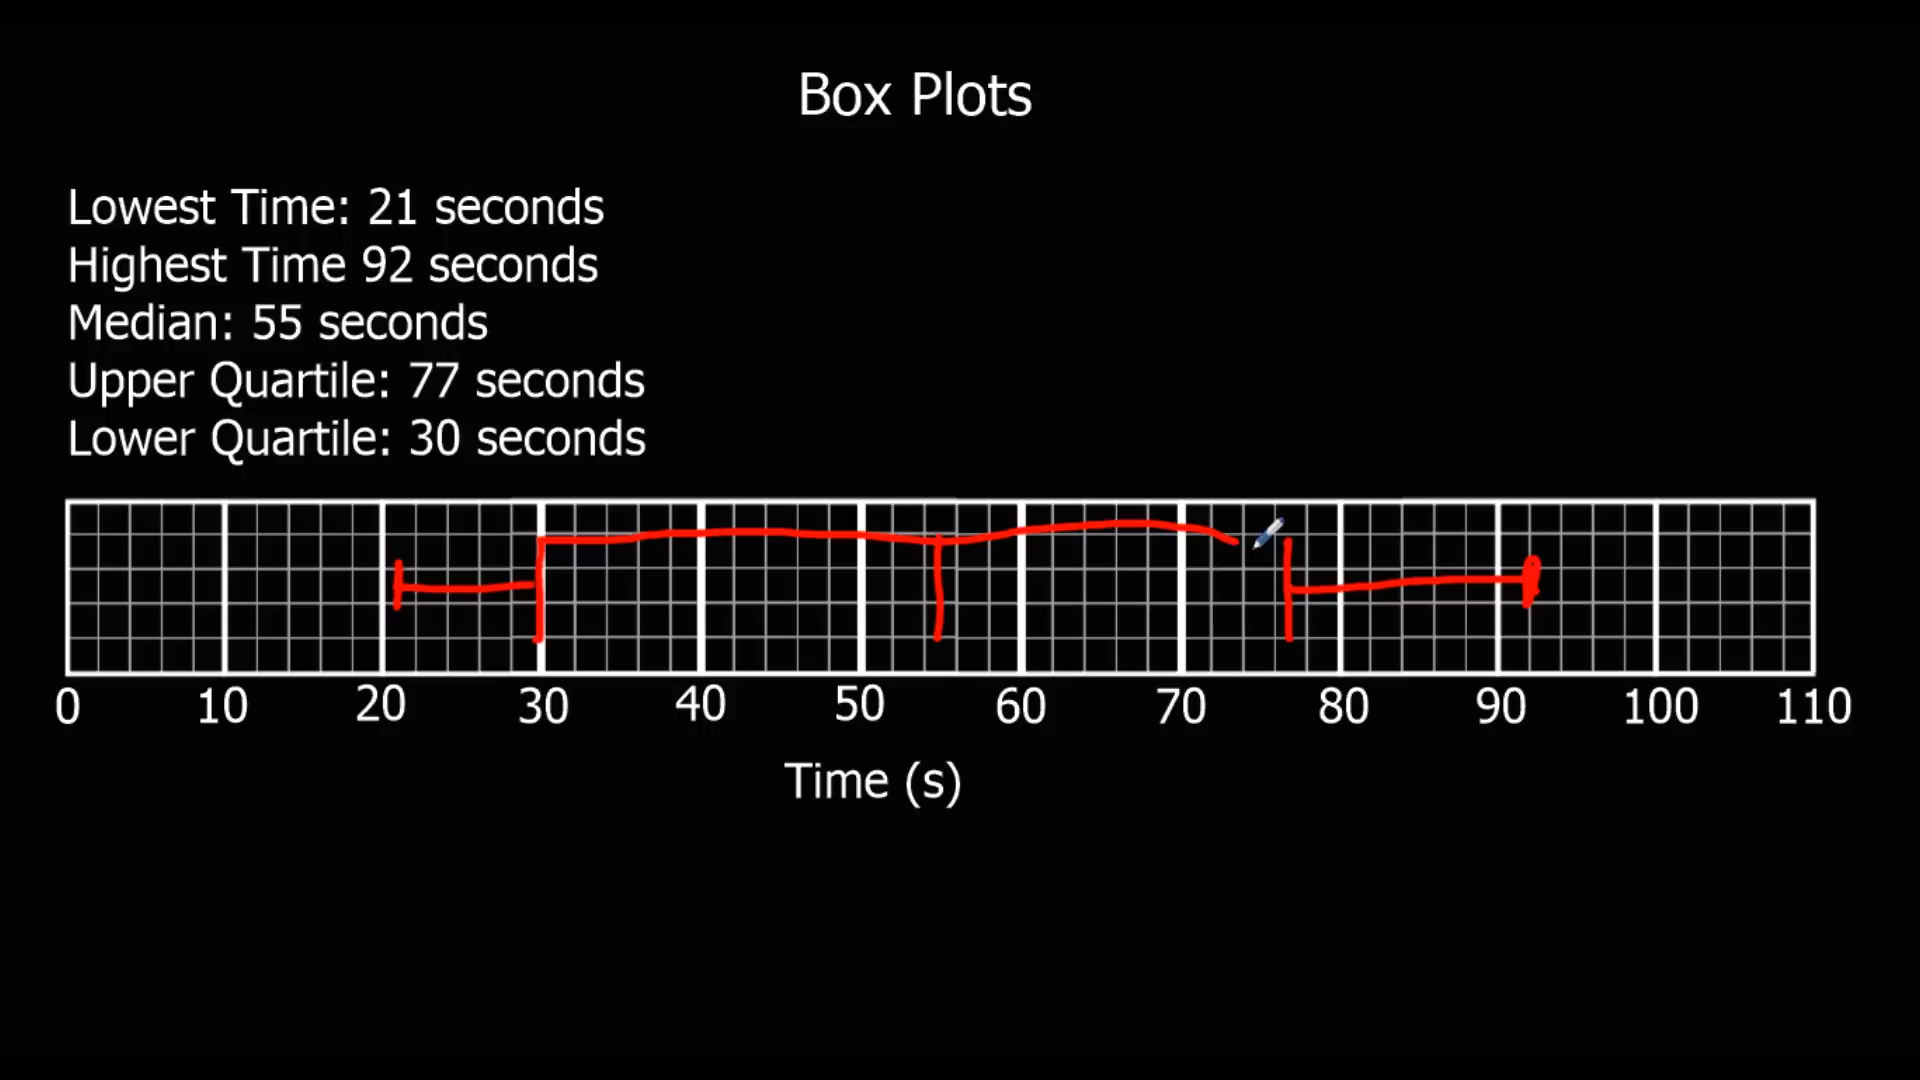 Box Plots
Lowest Time: 21 seconds
Highest Time 92 seconds
Median: 55 seconds
Upper Quartile: 77 seconds
Lower Quartile: 30 seconds
0 10 20 30 40 50 60 70 80 90 100 110
Time (s)